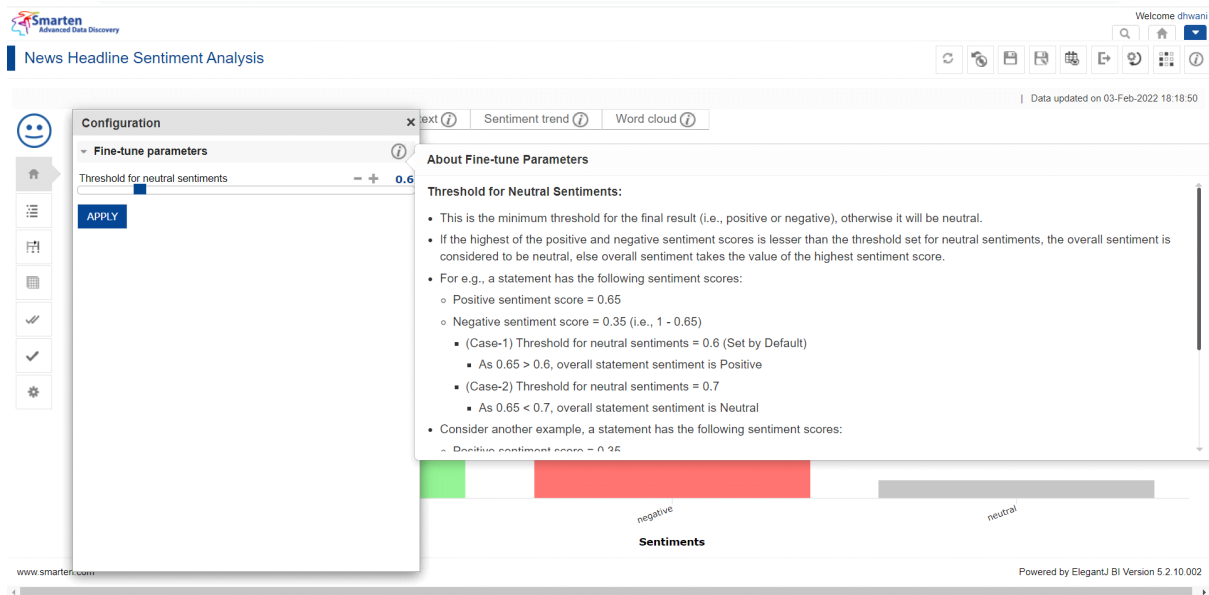 Smarten
Advanced Data Discovery
Welcome dhwani
News Headline Sentiment Analysis
| Data updated on 03-Feb-2022 18:18:50
Configuration ×
Fine-tune parameters
Threshold for neutral sentiments − + 0.6
APPLY
ext Sentiment trend Word cloud
About Fine-tune Parameters
Threshold for Neutral Sentiments:
• This is the minimum threshold for the final result (i.e., positive or negative), otherwise it will be neutral.
• If the highest of the positive and negative sentiment scores is lesser than the threshold set for neutral sentiments, the overall sentiment is
considered to be neutral, else overall sentiment takes the value of the highest sentiment score.
• For e.g., a statement has the following sentiment scores:
◦ Positive sentiment score = 0.65
◦ Negative sentiment score = 0.35 (i.e., 1 - 0.65)
▪ (Case-1) Threshold for neutral sentiments = 0.6 (Set by Default)
▪ As 0.65 > 0.6, overall statement sentiment is Positive
▪ (Case-2) Threshold for neutral sentiments = 0.7
▪ As 0.65 < 0.7, overall statement sentiment is Neutral
• Consider another example, a statement has the following sentiment scores:
◦ Positive sentiment score = 0.35
negative
neutral
Sentiments
www.smarten.com
Powered by ElegantJ BI Version 5.2.10.002